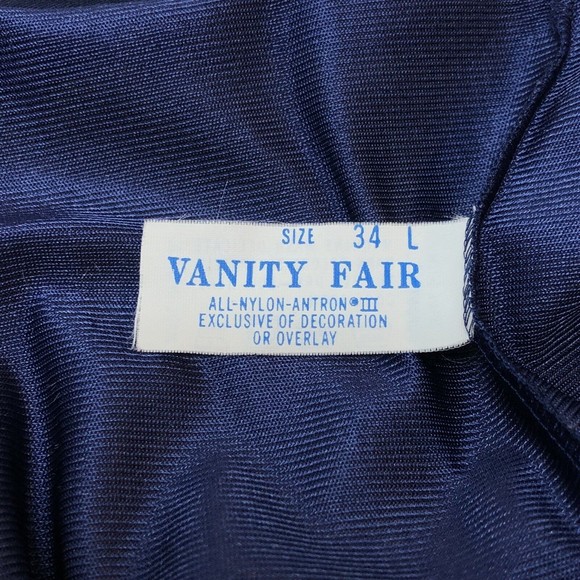 SIZE 34 L
VANITY FAIR
ALL-NYLON-ANTRON® III
EXCLUSIVE OF DECORATION
OR OVERLAY